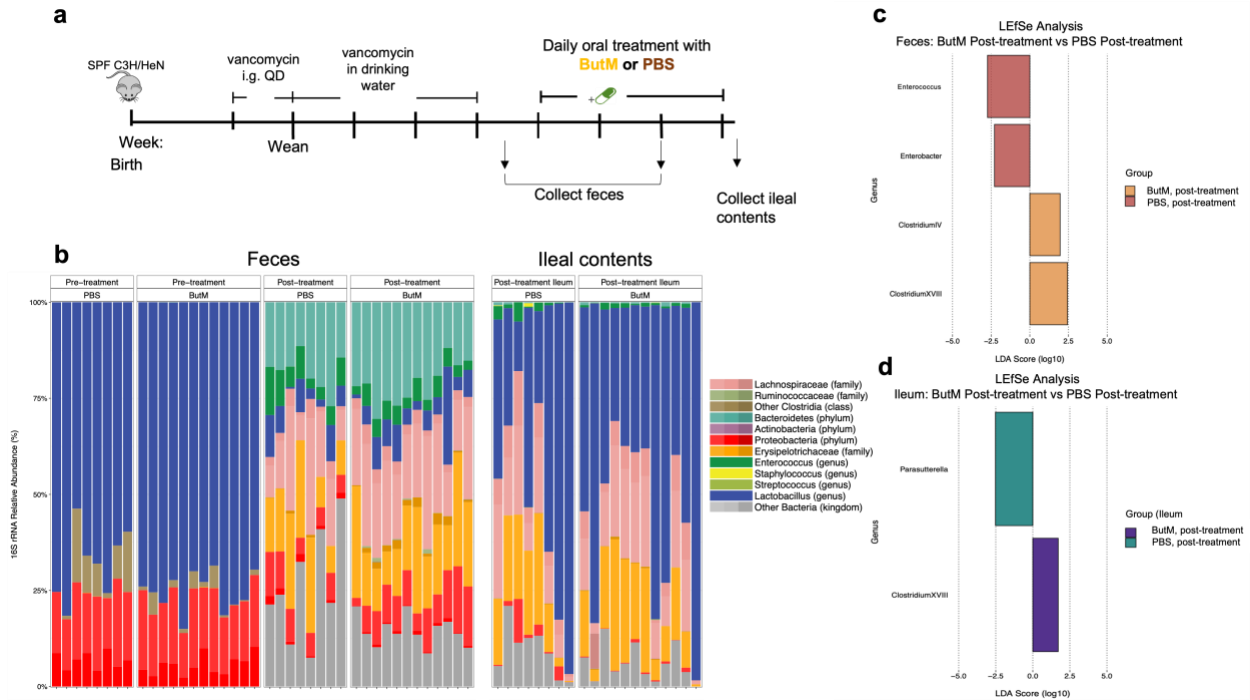 a
SPF C3H/HeN
vancomycin
i.g. QD
vancomycin
in drinking
water
Daily oral treatment with
ButM or PBS
+
Week:
Birth
Wean
Collect feces
Collect ileal
contents
b
Feces
Ileal contents
Pre-treatment
Pre-treatment
Post-treatment
Post-treatment
Post-treatment Ileum
Post-treatment Ileum
PBS
ButM
PBS
ButM
PBS
ButM
100%
75%
50%
25%
0%
16S rRNA Relative Abundance (%)
Lachnospiraceae (family)
Ruminococcaceae (family)
Other Clostridia (class)
Bacteroidetes (phylum)
Actinobacteria (phylum)
Proteobacteria (phylum)
Erysipelotrichaceae (family)
Enterococcus (genus)
Staphylococcus (genus)
Streptococcus (genus)
Lactobacillus (genus)
Other Bacteria (kingdom)
c
LEfSe Analysis
Feces: ButM Post-treatment vs PBS Post-treatment
Enterococcus
Enterobacter
ClostridiumIV
ClostridiumXVIII
Genus
−5.0 −2.5 0.0 2.5 5.0
LDA Score (log10)
Group
ButM, post-treatment
PBS, post-treatment
d
LEfSe Analysis
Ileum: ButM Post-treatment vs PBS Post-treatment
Parasutterella
ClostridiumXVIII
Genus
−5.0 −2.5 0.0 2.5 5.0
LDA Score (log10)
Group (Ileum
ButM, post-treatment
PBS, post-treatment